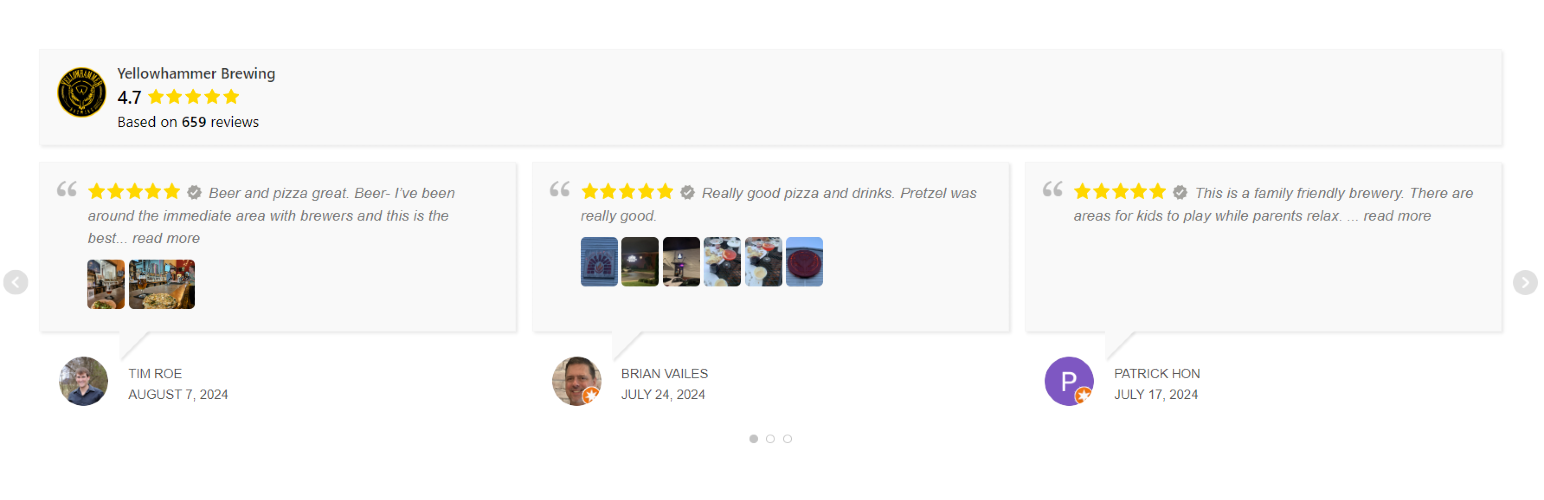 Yellowhammer Brewing
4.7
Based on 659 reviews
Beer and pizza great. Beer- I’ve been
around the immediate area with brewers and this is the
best... read more
Really good pizza and drinks. Pretzel was
really good.
This is a family friendly brewery. There are
areas for kids to play while parents relax. ... read more
TIM ROE
AUGUST 7, 2024
BRIAN VAILES
JULY 24, 2024
P
PATRICK HON
JULY 17, 2024